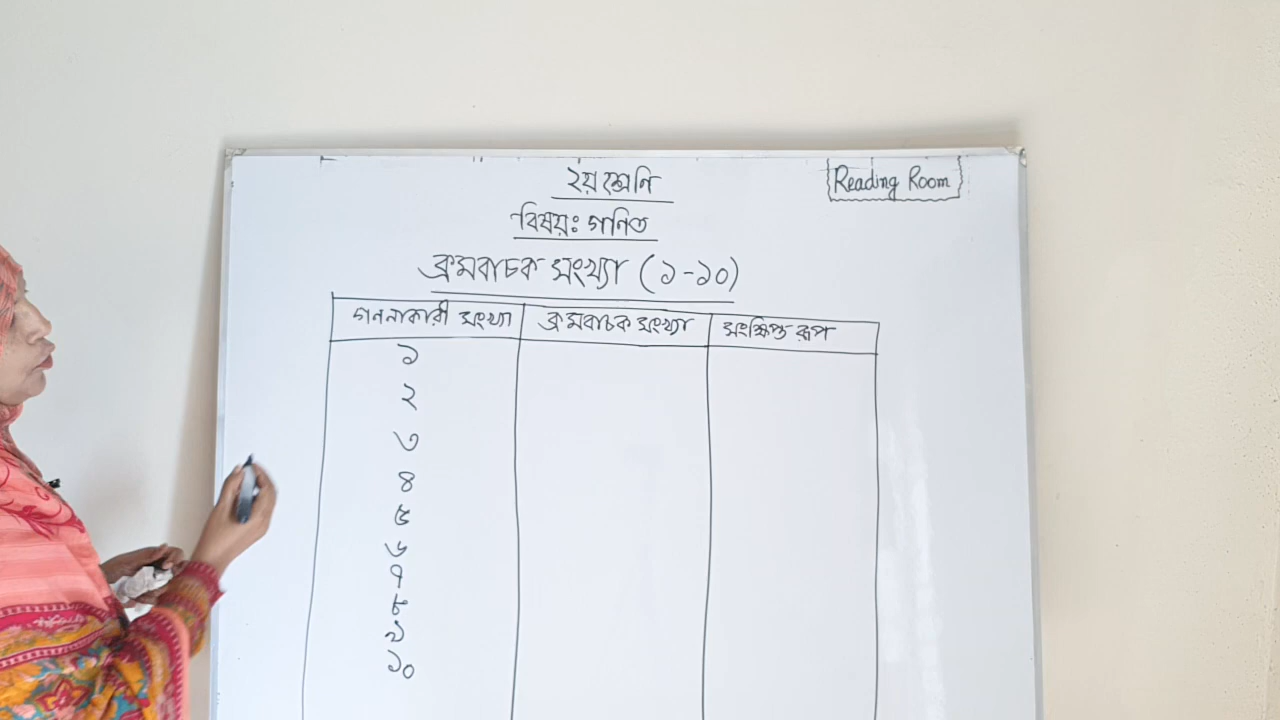 ২য় শ্রেনি
Reading Room
বিষয়ঃ গনিত
ক্রমবাচক সংখ্যা (১-১০)
গননাকারী সংখ্যা ক্রমবাচক সংখ্যা সংক্ষিপ্ত রূপ
১
২
৩
৪
৫
৬
৭
৮
৯
১০